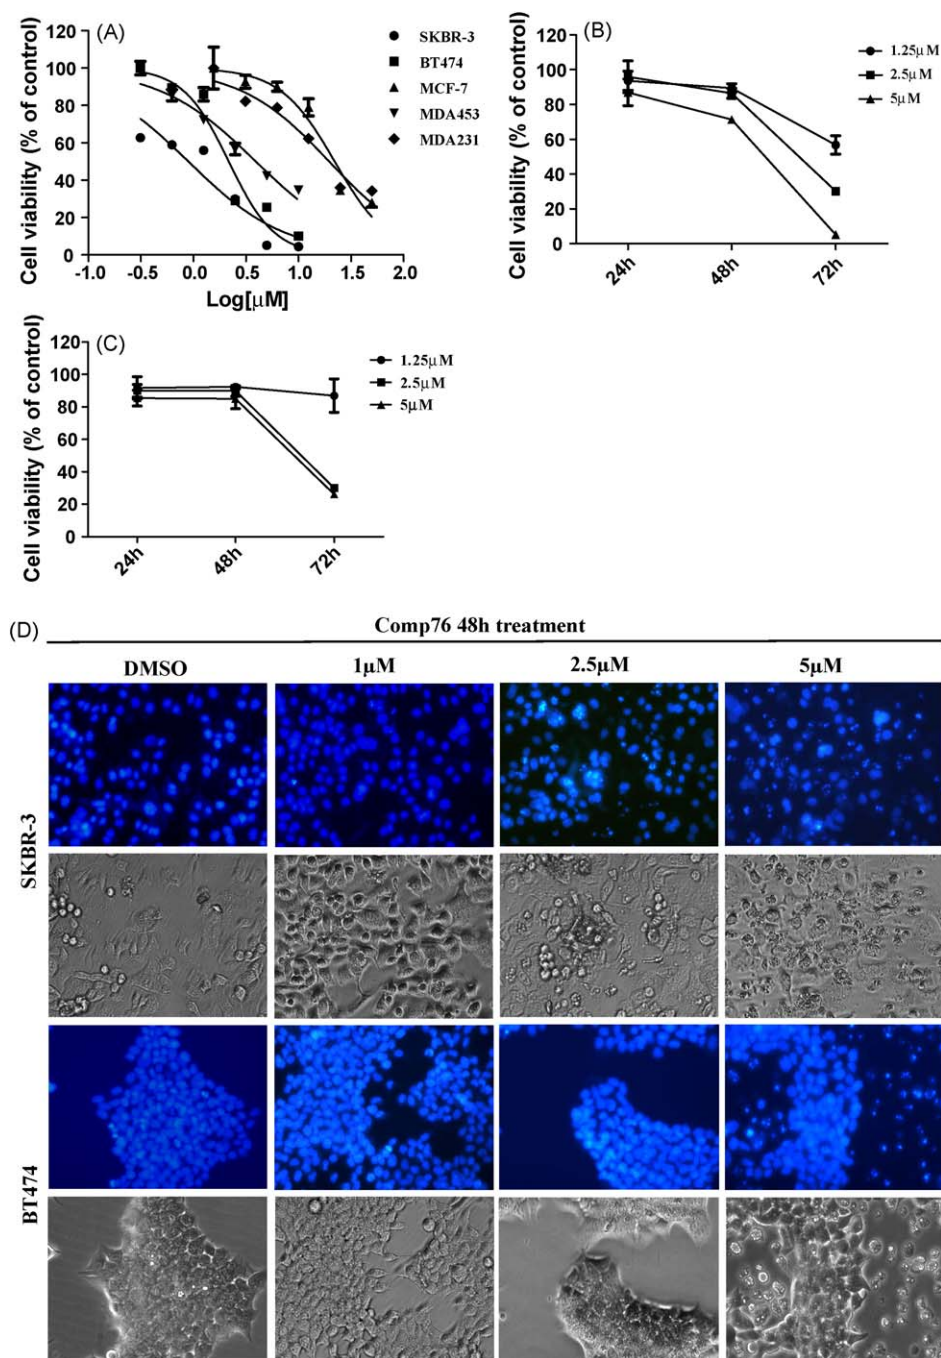 (A)
Cell viability (% of control)
120
100
80
60
40
20
0
-1.0 -0.5 0.0 0.5 1.0 1.5 2.0
Log[µM]
SKBR-3
BT474
MCF-7
MDA453
MDA231
(B)
Cell viability (% of control)
120
100
80
60
40
20
0
24h 48h 72h
1.25µM
2.5µM
5µM
(C)
Cell viability (% of control)
120
100
80
60
40
20
0
24h 48h 72h
1.25µM
2.5µM
5µM
(D)
Comp76 48h treatment
DMSO 1µM 2.5µM 5µM
SKBR-3
BT474